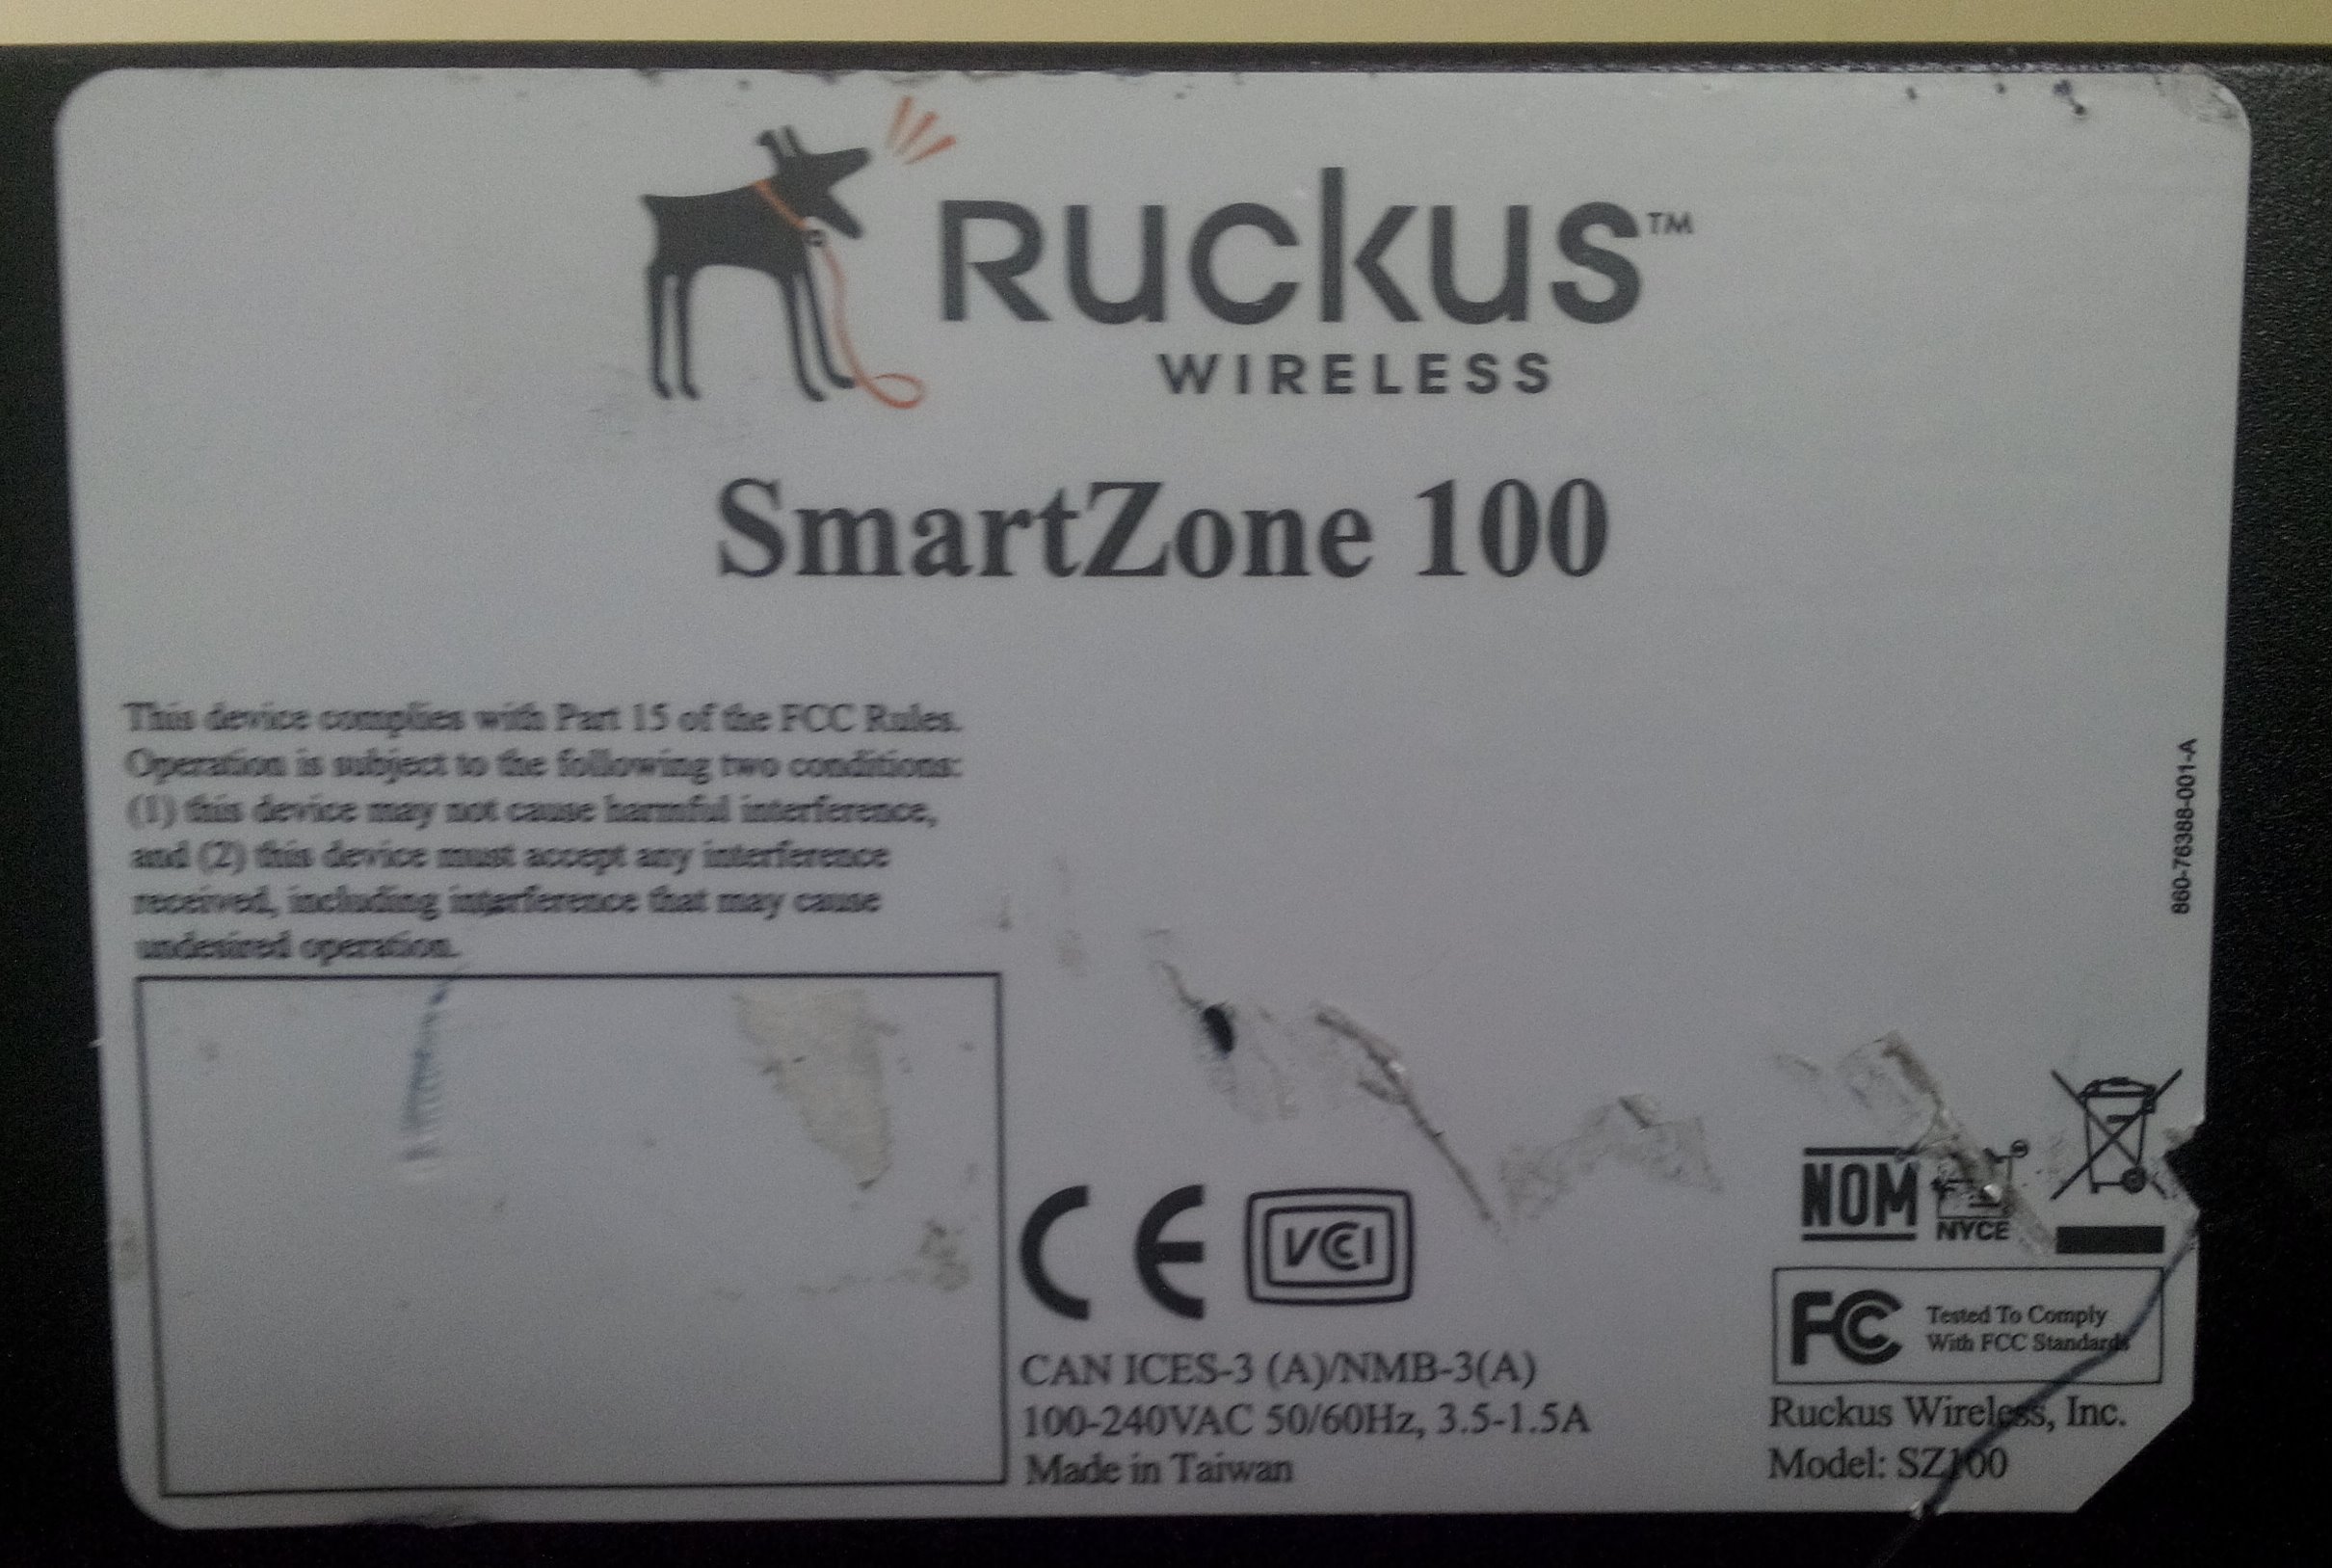 RUCKUS™
WIRELESS
SmartZone 100
This device complies with Part 15 of the FCC Rules.
Operation is subject to the following two conditions:
(1) this device may not cause harmful interference,
and (2) this device must accept any interference
received, including interference that may cause
undesired operation.
860-76388-001-A
CE VCCI
NOM NYCE
FC Tested To Comply
With FCC Standards
CAN ICES-3 (A)/NMB-3(A)
100-240VAC 50/60Hz, 3.5-1.5A
Made in Taiwan
Ruckus Wireless, Inc.
Model: SZ100